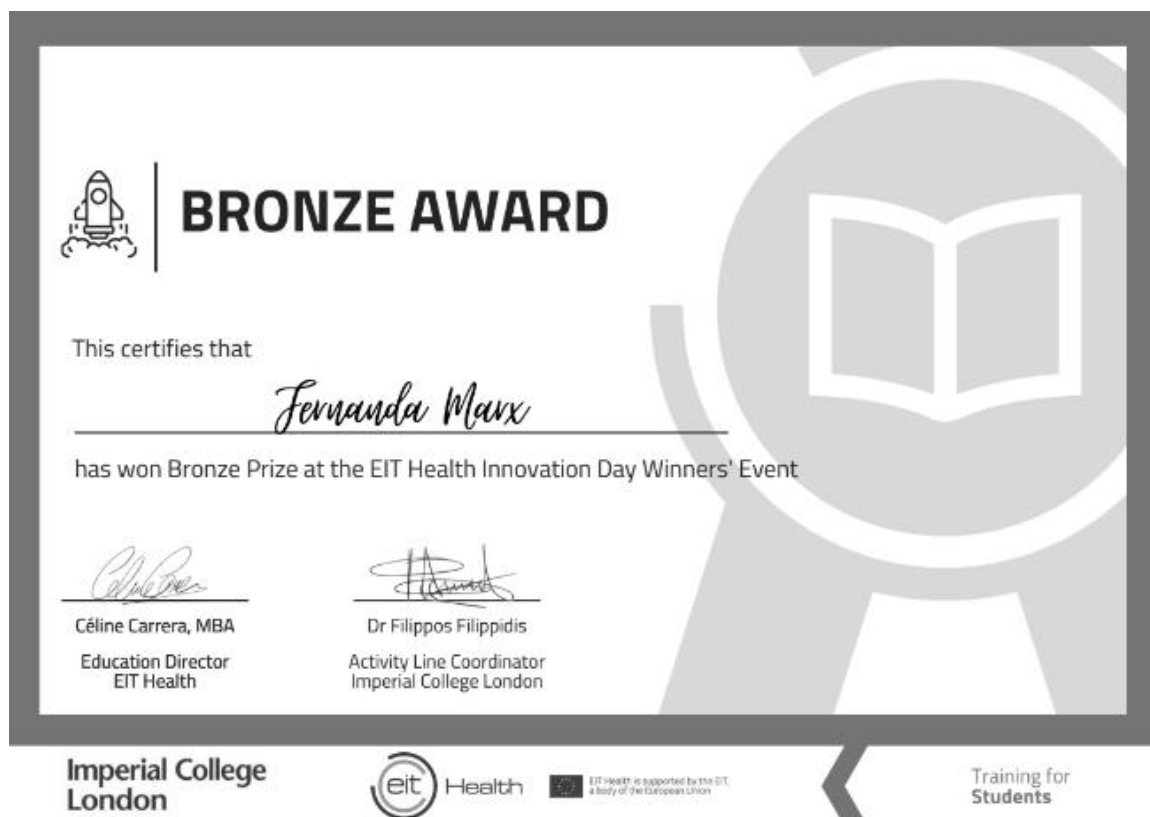 BRONZE AWARD
This certifies that
Fernanda Marx
has won Bronze Prize at the EIT Health Innovation Day Winners' Event
Céline Carrera, MBA
Education Director
EIT Health
Dr Filippos Filippidis
Activity Line Coordinator
Imperial College London
Imperial College
London
eit Health
EIT Health is supported by the EIT,
a body of the European Union
Training for
Students